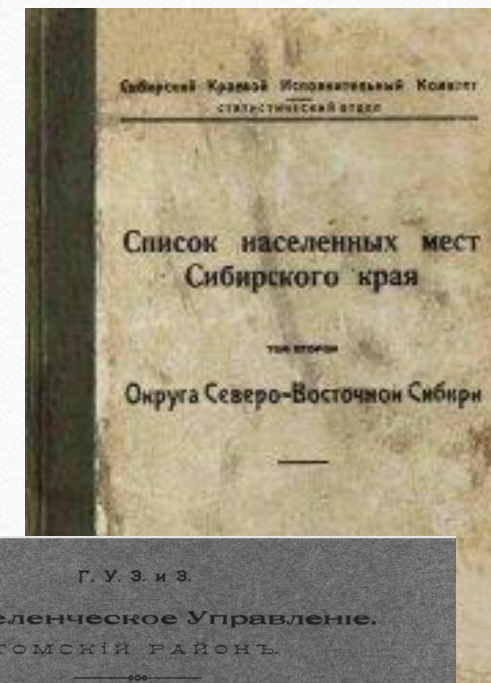 Сибирский Краевой Исполнительный Комитет
СТАТИСТИЧЕСКИЙ ОТДЕЛ
Список населенных мест
Сибирского края
ТОМ ВТОРОЙ
Округа Северо-Восточной Сибири
Г. У. З. и З.
еленческое Управленіе.
ТОМСКІЙ РАЙОНЪ